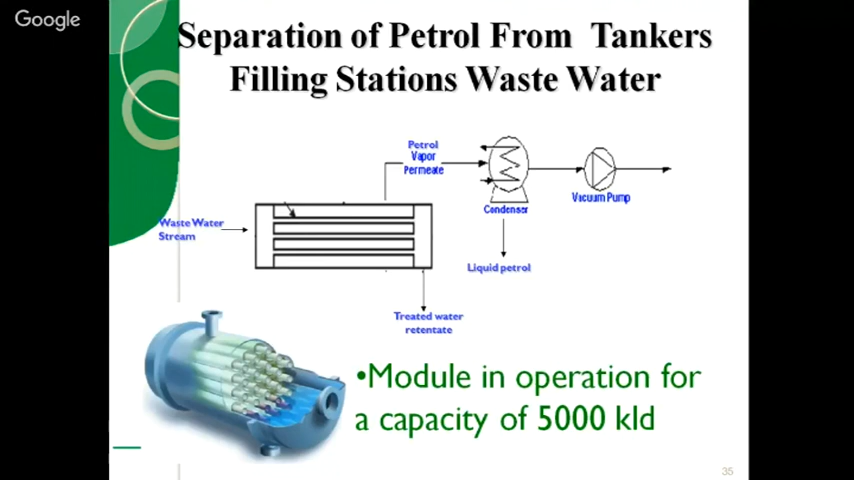 Google
Separation of Petrol From Tankers
Filling Stations Waste Water
Petrol
Vapor
Permeate
Condenser
Vacuum Pump
Waste Water
Stream
Liquid petrol
Treated water
retentate
•Module in operation for
a capacity of 5000 kld
35